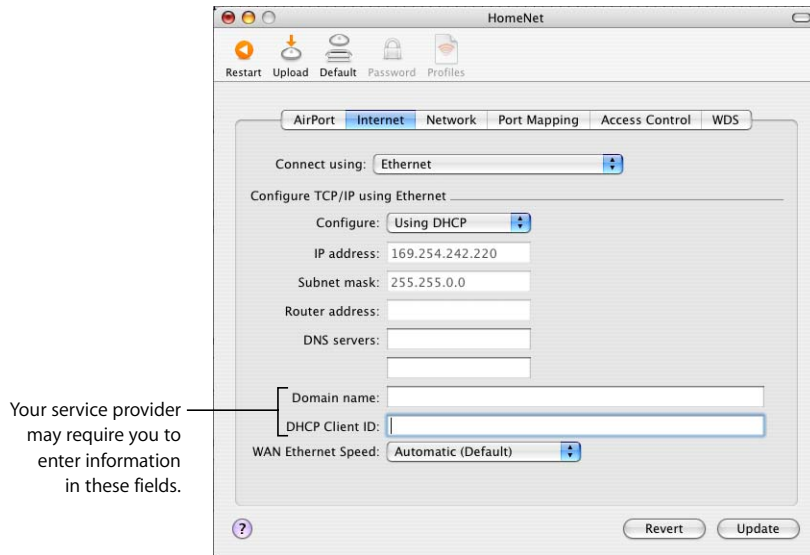 HomeNet
Restart Upload Default Password Profiles
AirPort Internet Network Port Mapping Access Control WDS
Connect using: Ethernet
Configure TCP/IP using Ethernet
Configure: Using DHCP
IP address: 169.254.242.220
Subnet mask: 255.255.0.0
Router address:
DNS servers:
Domain name:
DHCP Client ID:
WAN Ethernet Speed: Automatic (Default)
Your service provider
may require you to
enter information
in these fields.
? Revert Update